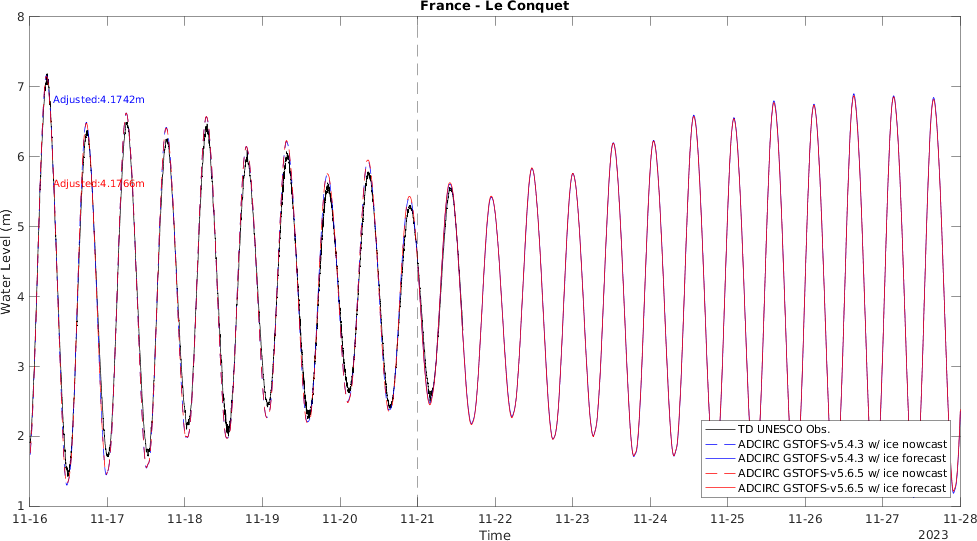 France - Le Conquet
8
7
6
5
4
3
2
1
Water Level (m)
Adjusted:4.1742m
Adjusted:4.1766m
TD UNESCO Obs.
ADCIRC GSTOFS-v5.4.3 w/ ice nowcast
ADCIRC GSTOFS-v5.4.3 w/ ice forecast
ADCIRC GSTOFS-v5.6.5 w/ ice nowcast
ADCIRC GSTOFS-v5.6.5 w/ ice forecast
11-16 11-17 11-18 11-19 11-20 11-21 11-22 11-23 11-24 11-25 11-26 11-27 11-28
Time
2023